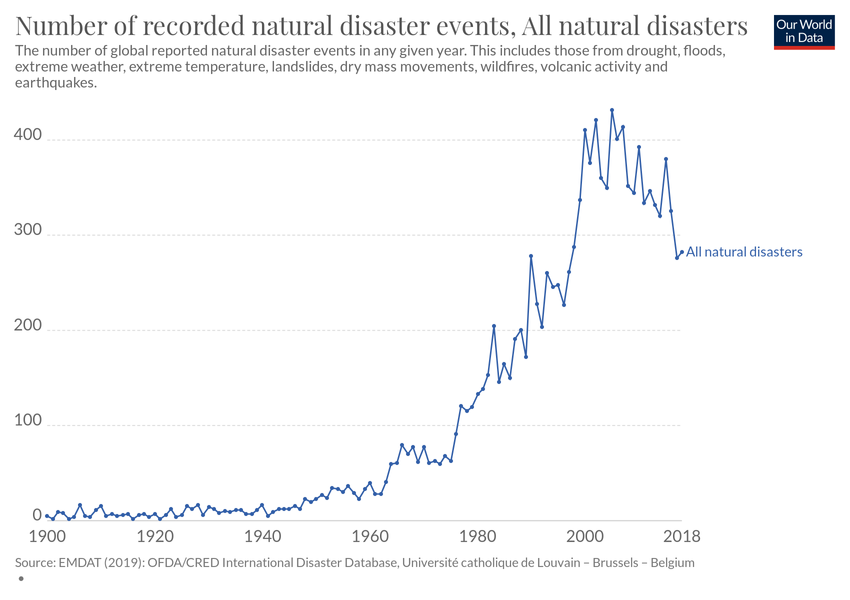 Number of recorded natural disaster events, All natural disasters
Our World
in Data
The number of global reported natural disaster events in any given year. This includes those from drought, floods,
extreme weather, extreme temperature, landslides, dry mass movements, wildfires, volcanic activity and
earthquakes.
400
300
All natural disasters
200
100
0
1900 1920 1940 1960 1980 2000 2018
Source: EMDAT (2019): OFDA/CRED International Disaster Database, Université catholique de Louvain – Brussels – Belgium
•